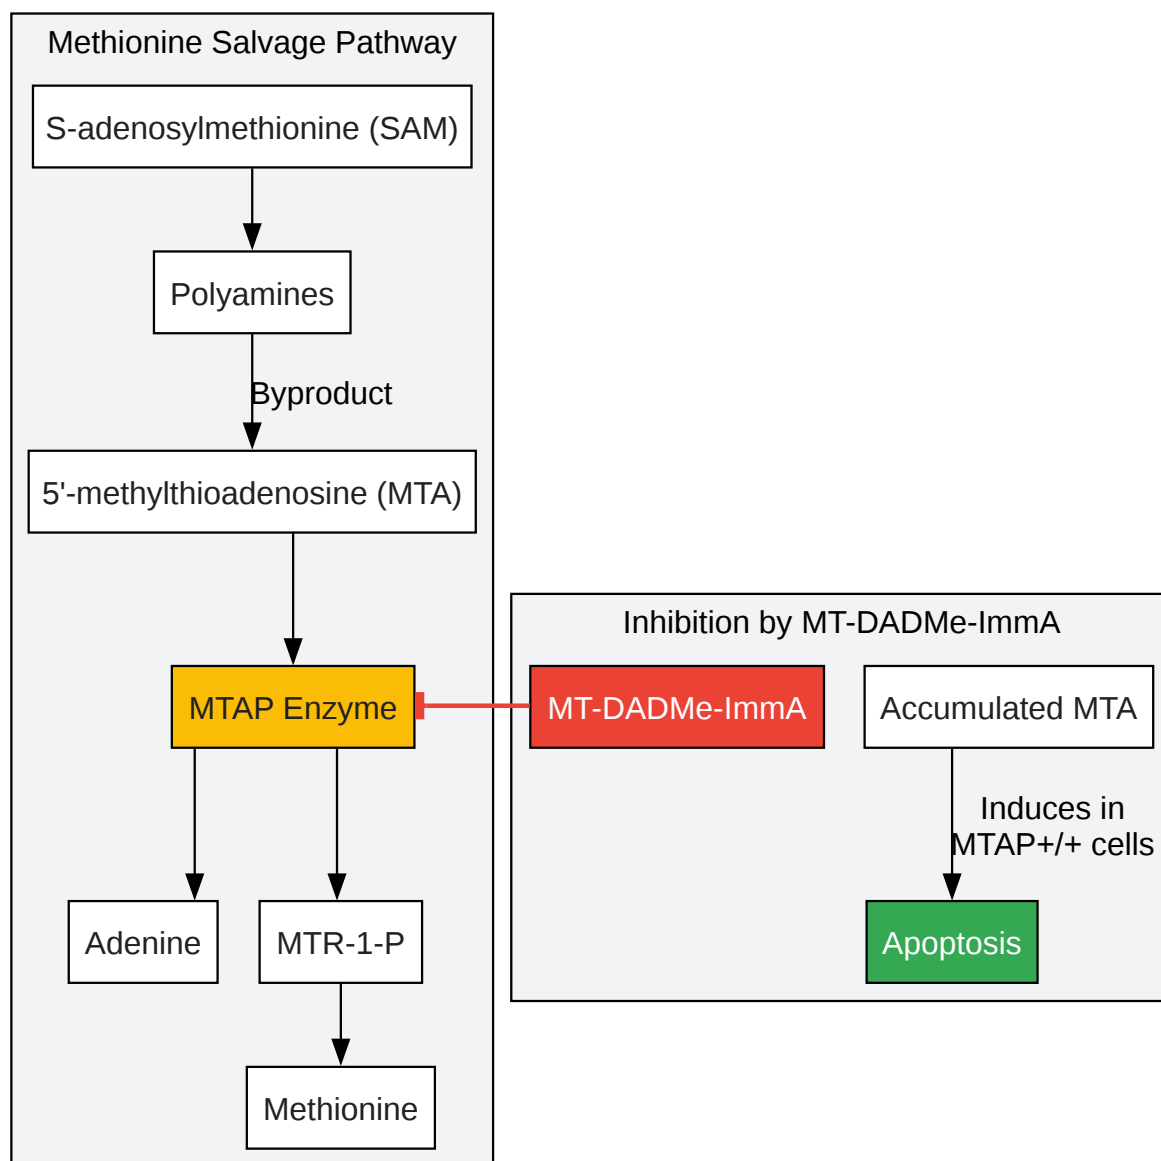 Methionine Salvage Pathway
S-adenosylmethionine (SAM)
Polyamines
Byproduct
5'-methylthioadenosine (MTA)
MTAP Enzyme
Adenine
MTR-1-P
Methionine
Inhibition by MT-DADMe-ImmA
MT-DADMe-ImmA
Accumulated MTA
Induces in
MTAP+/+ cells
Apoptosis